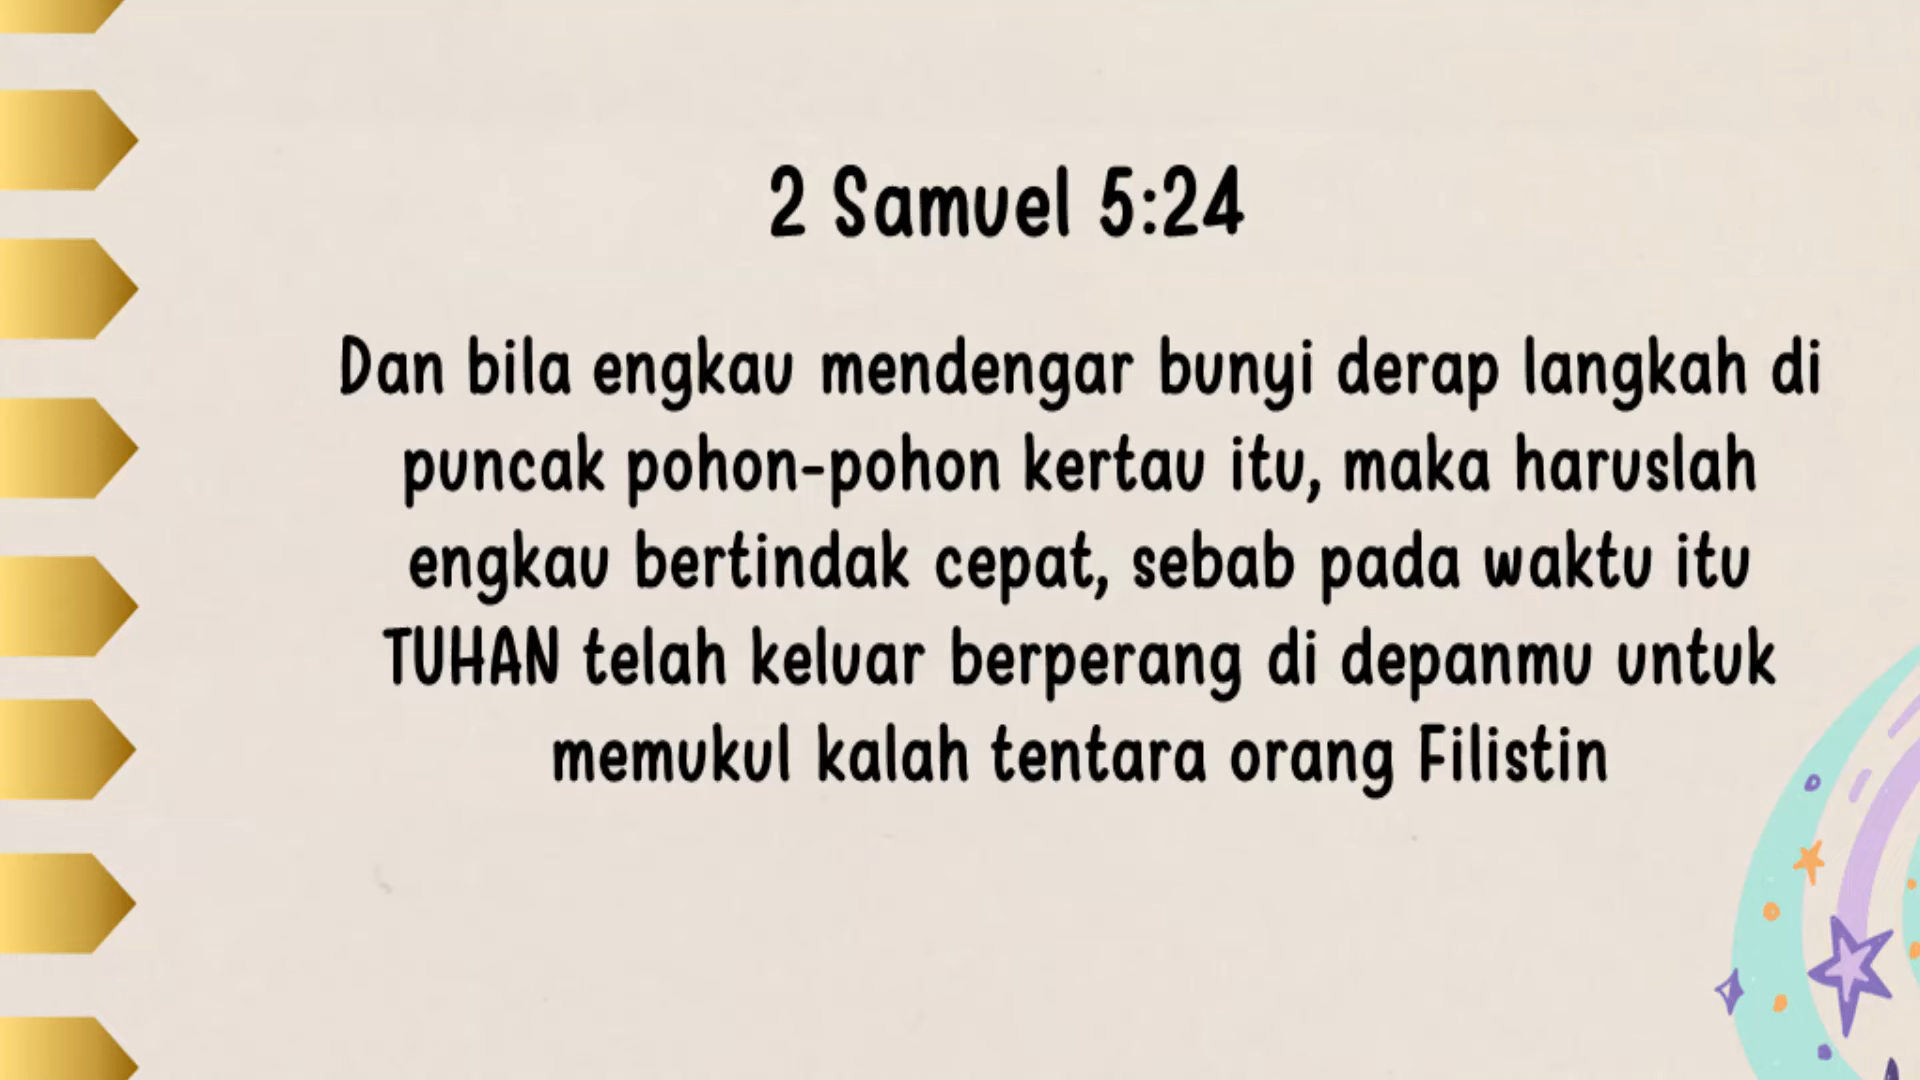 2 Samuel 5:24
Dan bila engkau mendengar bunyi derap langkah di
puncak pohon-pohon kertau itu, maka haruslah
engkau bertindak cepat, sebab pada waktu itu
TUHAN telah keluar berperang di depanmu untuk
memukul kalah tentara orang Filistin